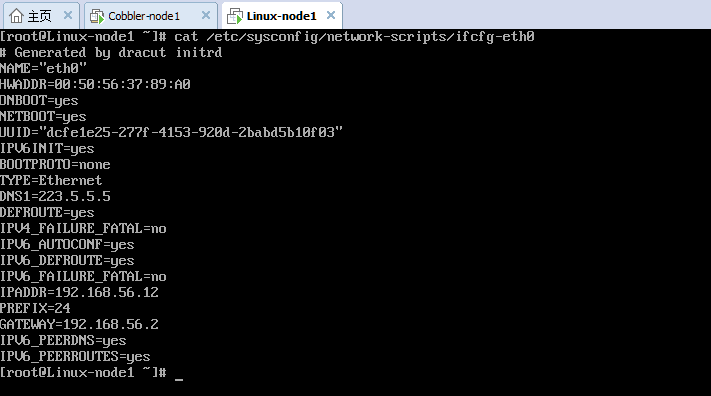 主页 Cobbler-node1 Linux-node1
[root@Linux-node1 ~]# cat /etc/sysconfig/network-scripts/ifcfg-eth0
# Generated by dracut initrd
NAME="eth0"
HWADDR=00:50:56:37:89:A0
ONBOOT=yes
NETBOOT=yes
UUID="dcfe1e25-277f-4153-920d-2babd5b10f03"
IPV6INIT=yes
BOOTPROTO=none
TYPE=Ethernet
DNS1=223.5.5.5
DEFROUTE=yes
IPV4_FAILURE_FATAL=no
IPV6_AUTOCONF=yes
IPV6_DEFROUTE=yes
IPV6_FAILURE_FATAL=no
IPADDR=192.168.56.12
PREFIX=24
GATEWAY=192.168.56.2
IPV6_PEERDNS=yes
IPV6_PEERROUTES=yes
[root@Linux-node1 ~]# _